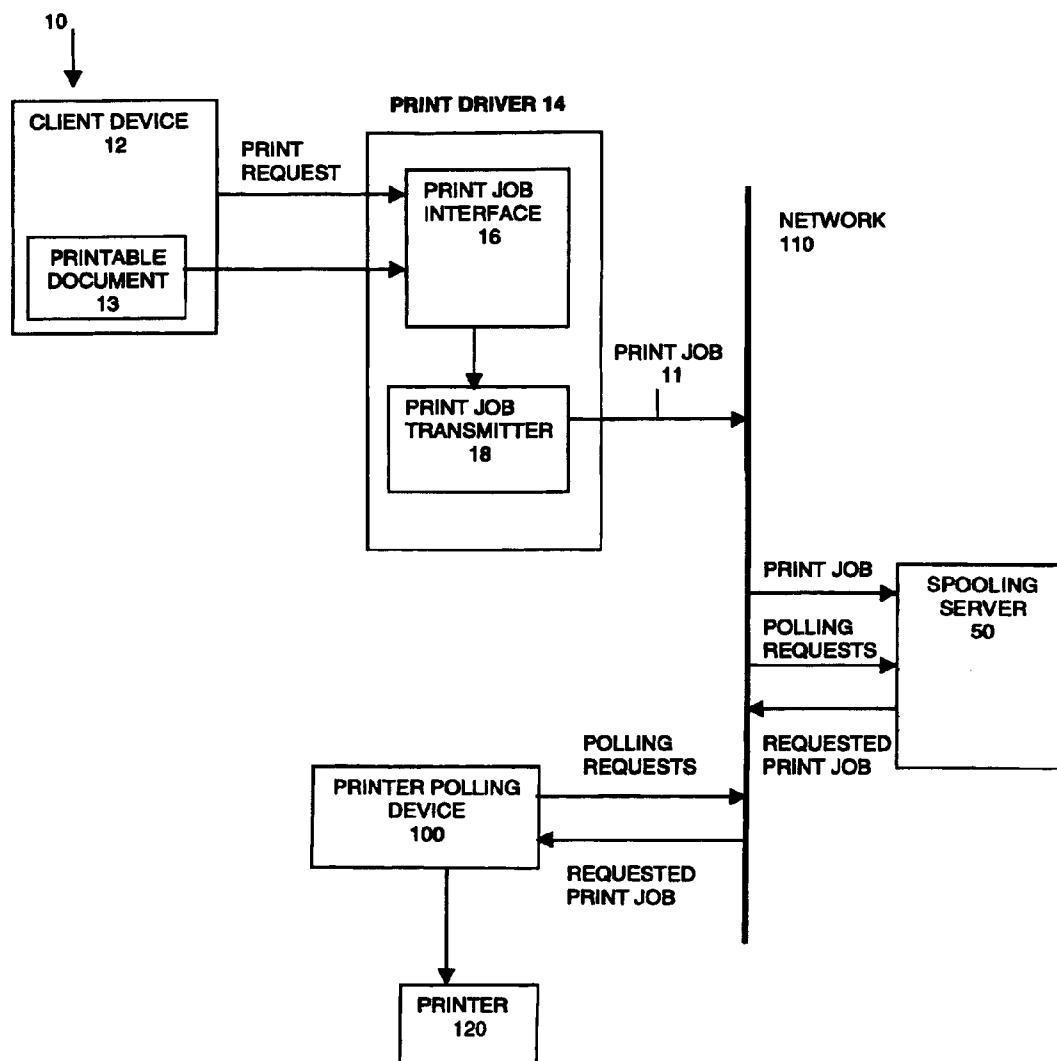 10
CLIENT DEVICE
12
PRINTABLE
DOCUMENT
13
PRINT
REQUEST
PRINT DRIVER 14
PRINT JOB
INTERFACE
16
PRINT JOB
TRANSMITTER
18
PRINT JOB
11
NETWORK
110
PRINT JOB
POLLING
REQUESTS
REQUESTED
PRINT JOB
SPOOLING
SERVER
50
POLLING
REQUESTS
PRINTER POLLING
DEVICE
100
REQUESTED
PRINT JOB
PRINTER
120